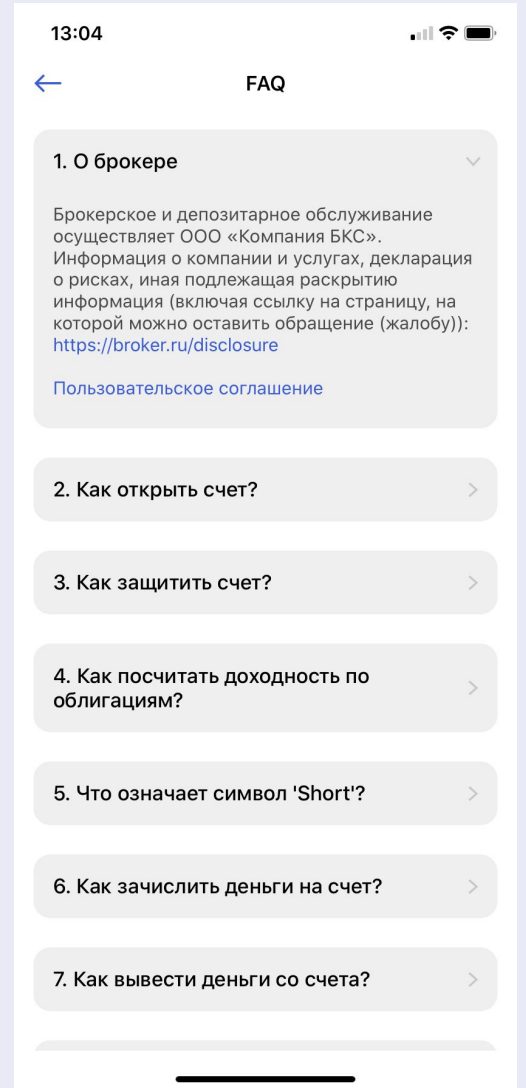 13:04
FAQ
1. О брокере
Брокерское и депозитарное обслуживание
осуществляет ООО «Компания БКС».
Информация о компании и услугах, декларация
о рисках, иная подлежащая раскрытию
информация (включая ссылку на страницу, на
которой можно оставить обращение (жалобу)):
https://broker.ru/disclosure
Пользовательское соглашение
2. Как открыть счет?
3. Как защитить счет?
4. Как посчитать доходность по
облигациям?
5. Что означает символ 'Short'?
6. Как зачислить деньги на счет?
7. Как вывести деньги со счета?